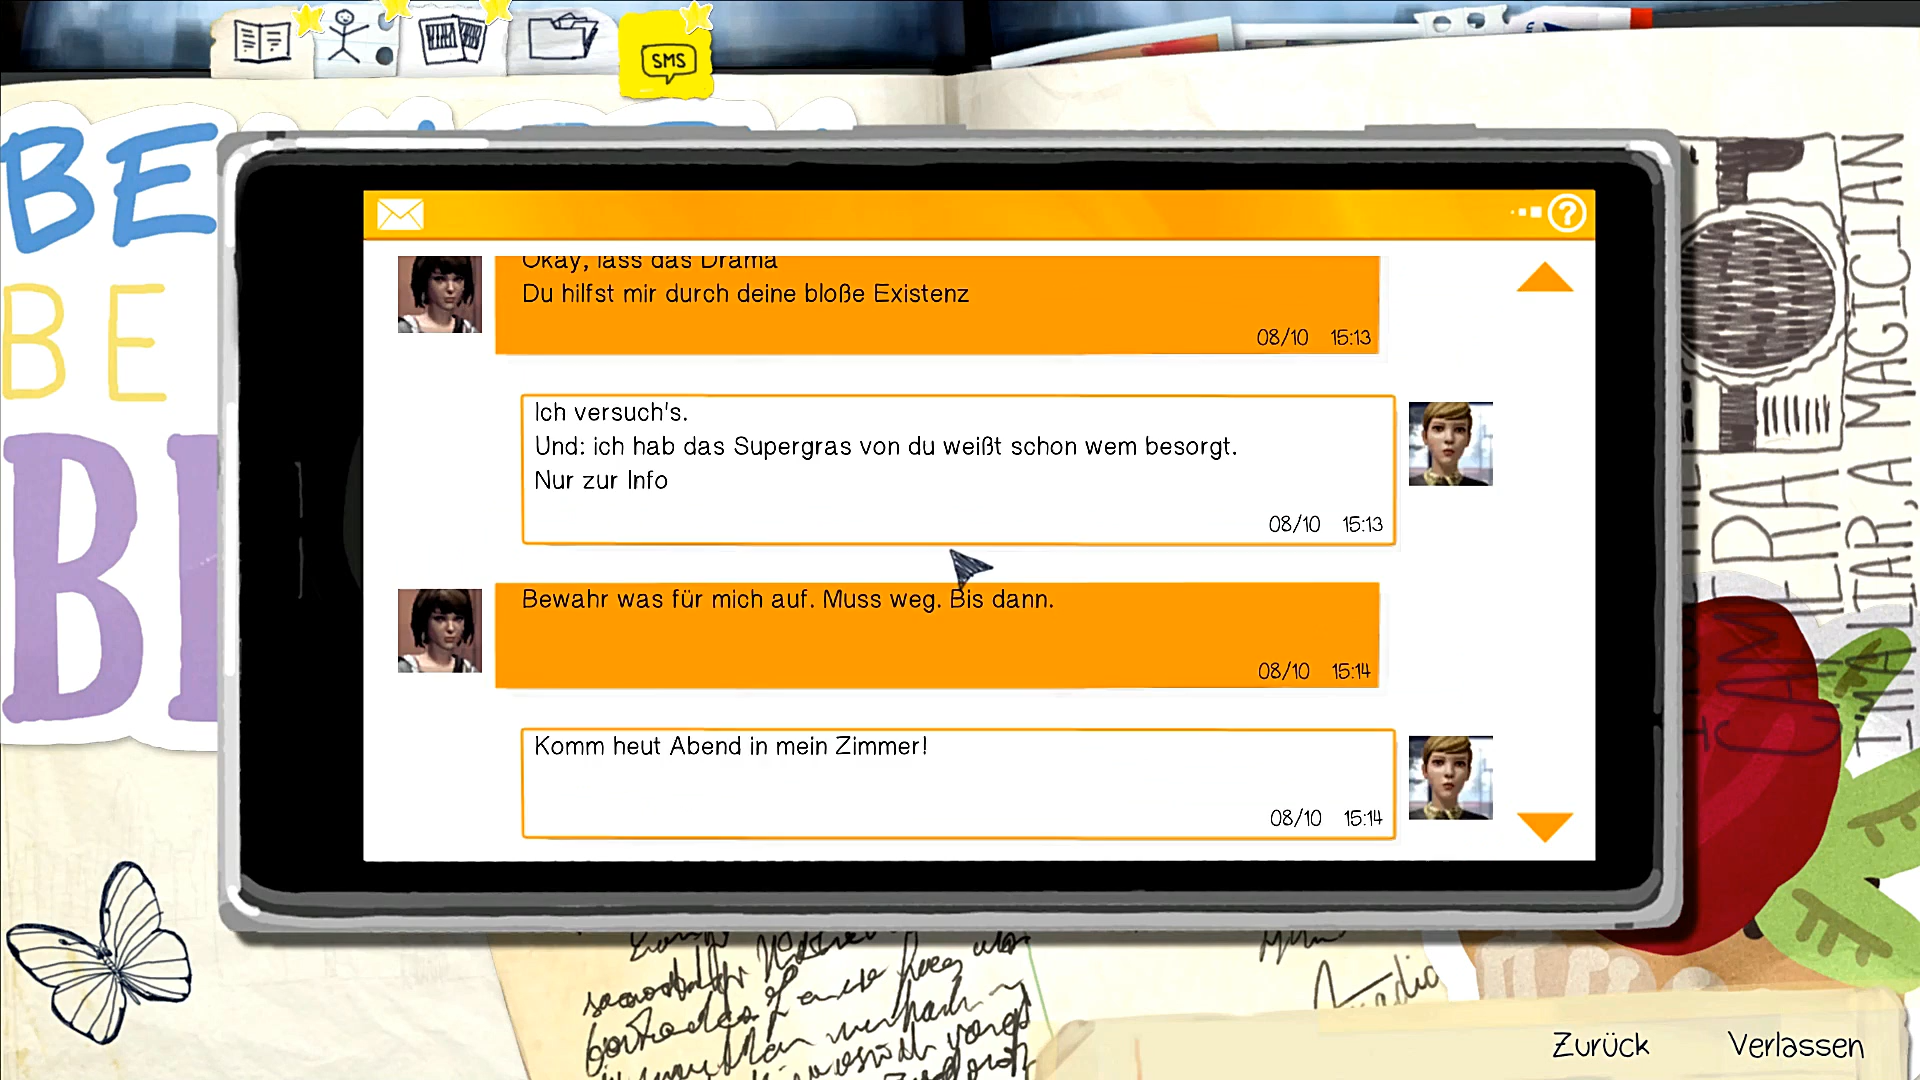 SMS
BE
BE
Okay, lass das Drama
Du hilfst mir durch deine bloße Existenz
08/10 15:13
Ich versuch's.
Und: ich hab das Supergras von du weißt schon wem besorgt.
Nur zur Info
08/10 15:13
Bewahr was für mich auf. Muss weg. Bis dann.
08/10 15:14
Komm heut Abend in mein Zimmer!
08/10 15:14
CAMERA
I'M A LIAR, A MAGICIAN
Zurück Verlassen